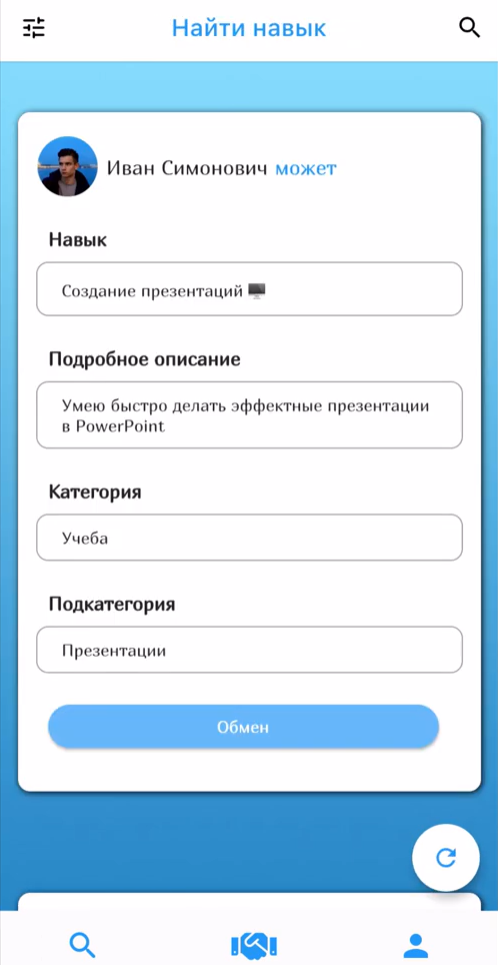 Найти навык
Иван Симонович может
Навык
Создание презентаций 🖥️
Подробное описание
Умею быстро делать эффектные презентации
в PowerPoint
Категория
Учеба
Подкатегория
Презентации
Обмен